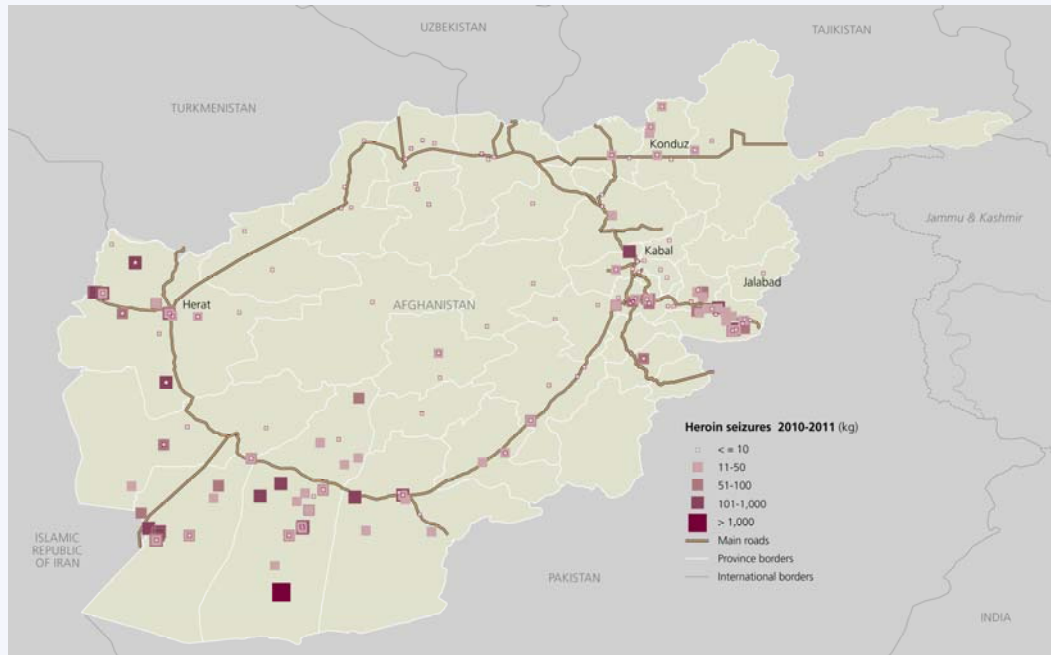 UZBEKISTAN
TAJIKISTAN
TURKMENISTAN
Konduz
Jammu & Kashmir
Kabal
Jalabad
Herat
AFGHANISTAN
Heroin seizures 2010-2011 (kg)
< = 10
11-50
51-100
101-1,000
> 1,000
Main roads
Province borders
International borders
ISLAMIC
REPUBLIC
OF IRAN
PAKISTAN
INDIA